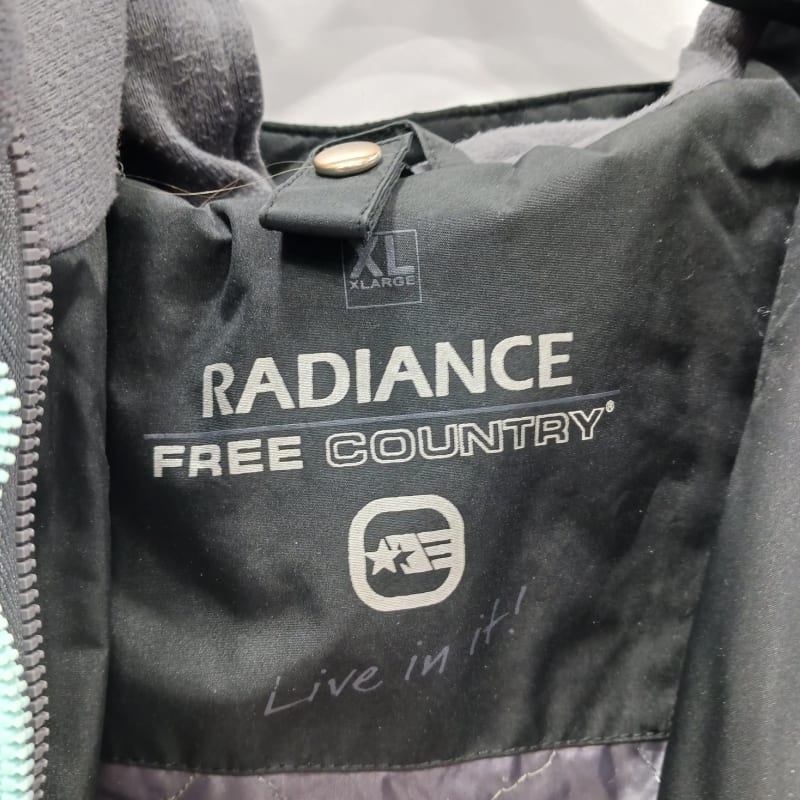 XL
XLARGE
RADIANCE
FREE COUNTRY®
Live in it!